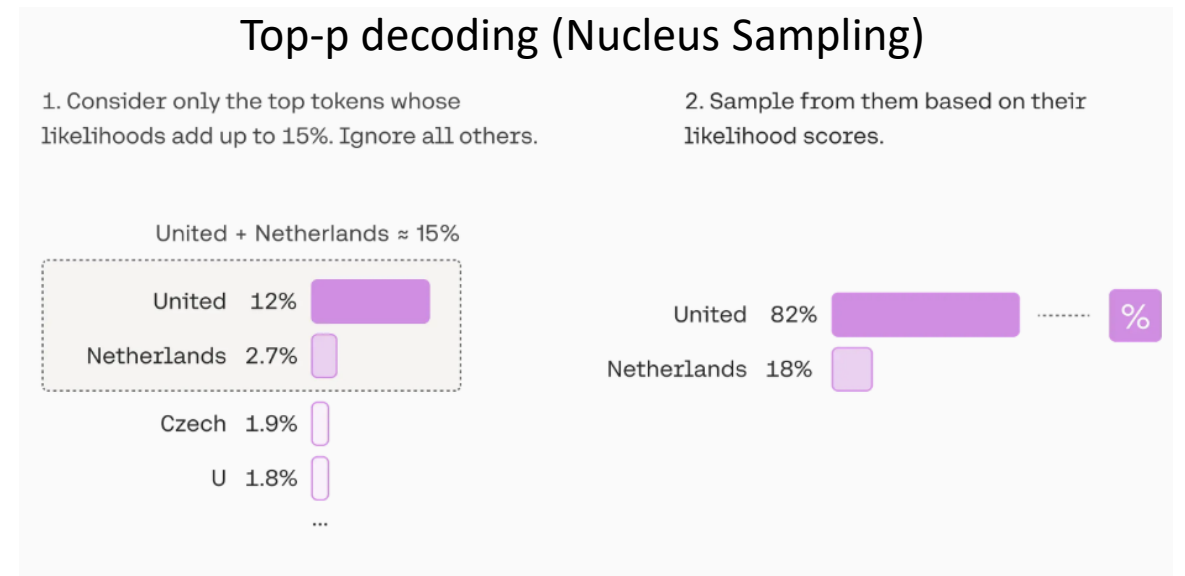 Top-p decoding (Nucleus Sampling)
1. Consider only the top tokens whose
likelihoods add up to 15%. Ignore all others.
2. Sample from them based on their
likelihood scores.
United + Netherlands ≈ 15%
United 12%
Netherlands 2.7%
Czech 1.9%
U 1.8%
...
United 82%
%
Netherlands 18%